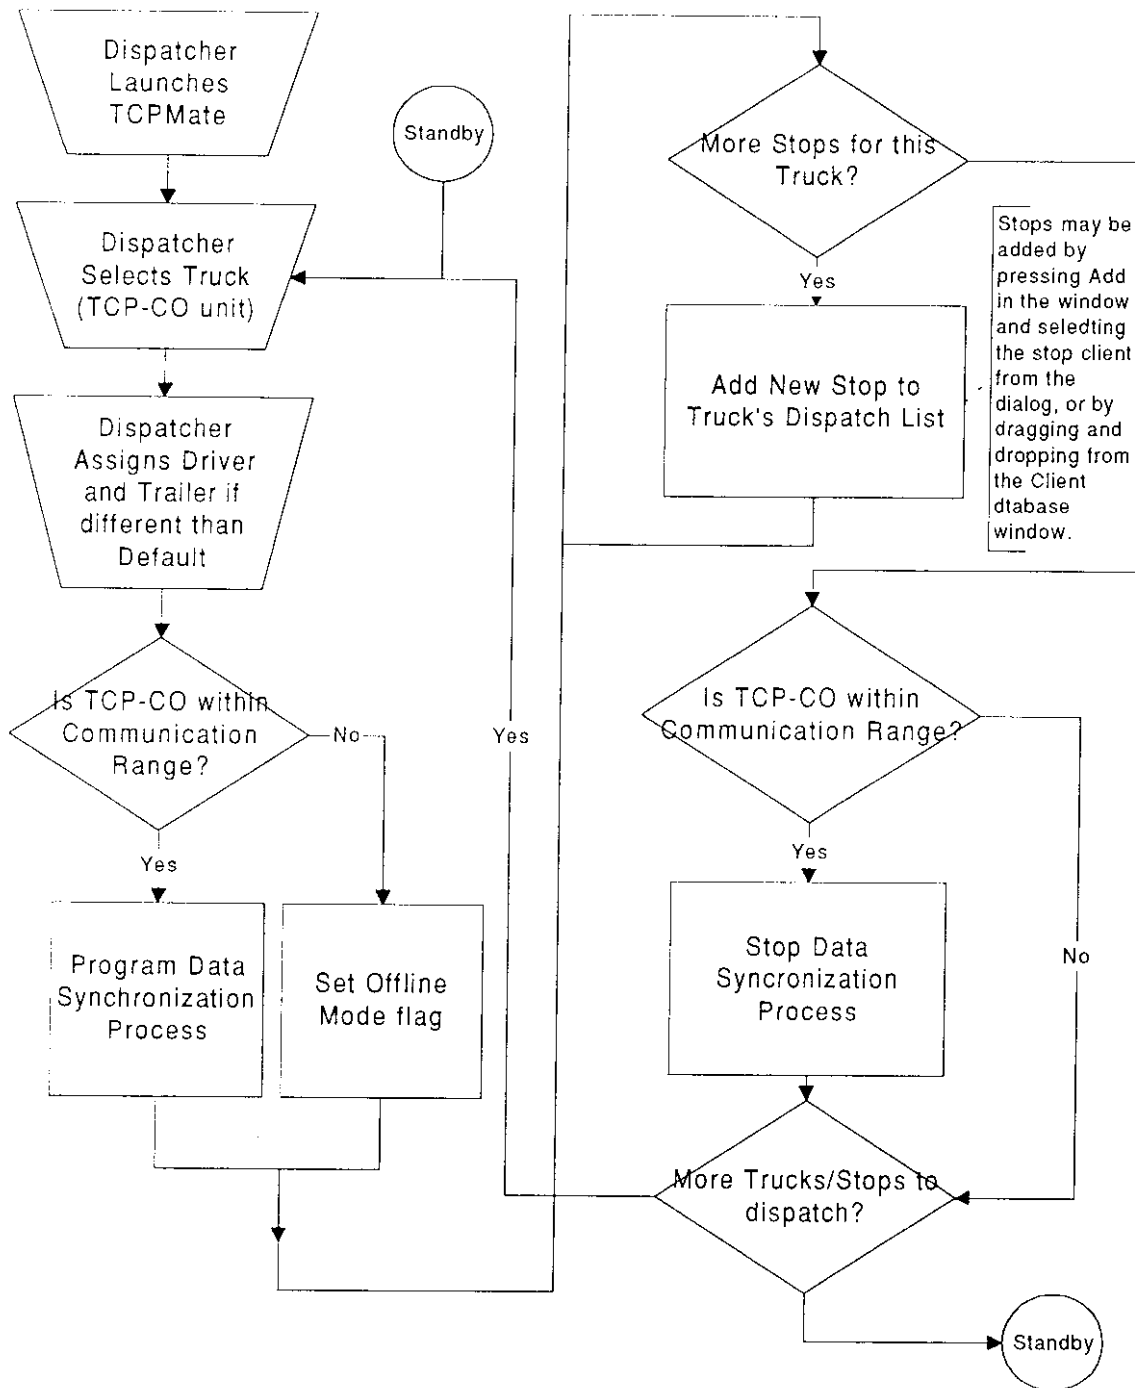 Dispatcher
Launches
TCPMate
Standby
Dispatcher
Selects Truck
(TCP-CO unit)
Dispatcher
Assigns Driver
and Trailer if
different than
Default
Is TCP-CO within
Communication
Range?
No
Yes
Program Data
Synchronization
Process
Set Offline
Mode flag
Yes
More Stops for this
Truck?
Yes
Add New Stop to
Truck's Dispatch List
Stops may be
added by
pressing Add
in the window
and seledting
the stop client
from the
dialog, or by
dragging and
dropping from
the Client
dtabase
window.
Is TCP-CO within
Communication Range?
Yes
No
Stop Data
Syncronization
Process
More Trucks/Stops to
dispatch?
Standby